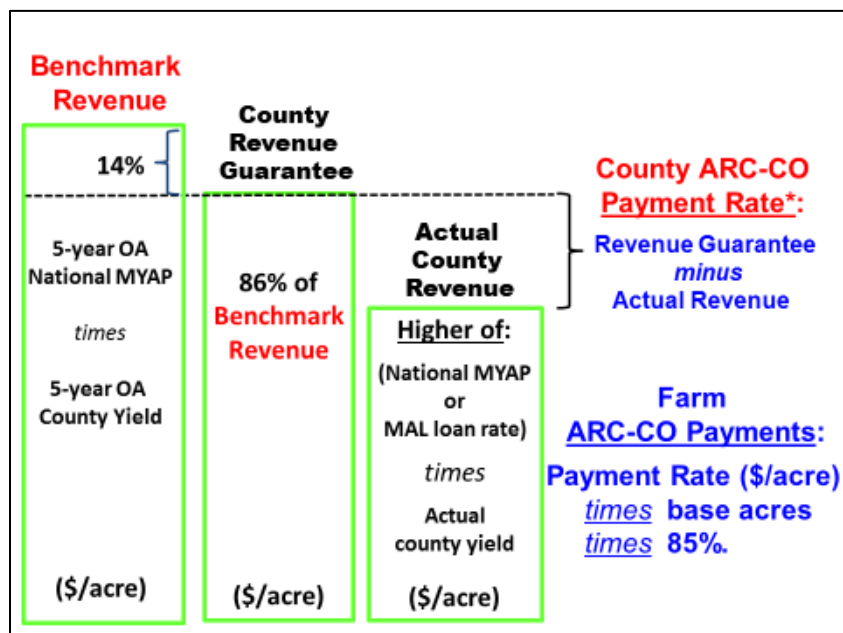 Benchmark
Revenue
14%
5-year OA
National MYAP
times
5-year OA
County Yield
($/acre)
County
Revenue
Guarantee
86% of
Benchmark
Revenue
($/acre)
Actual
County
Revenue
Higher of:
(National MYAP
or
MAL loan rate)
times
Actual
county yield
($/acre)
County ARC-CO
Payment Rate*:
Revenue Guarantee
minus
Actual Revenue
Farm
ARC-CO Payments:
Payment Rate ($/acre)
times base acres
times 85%.